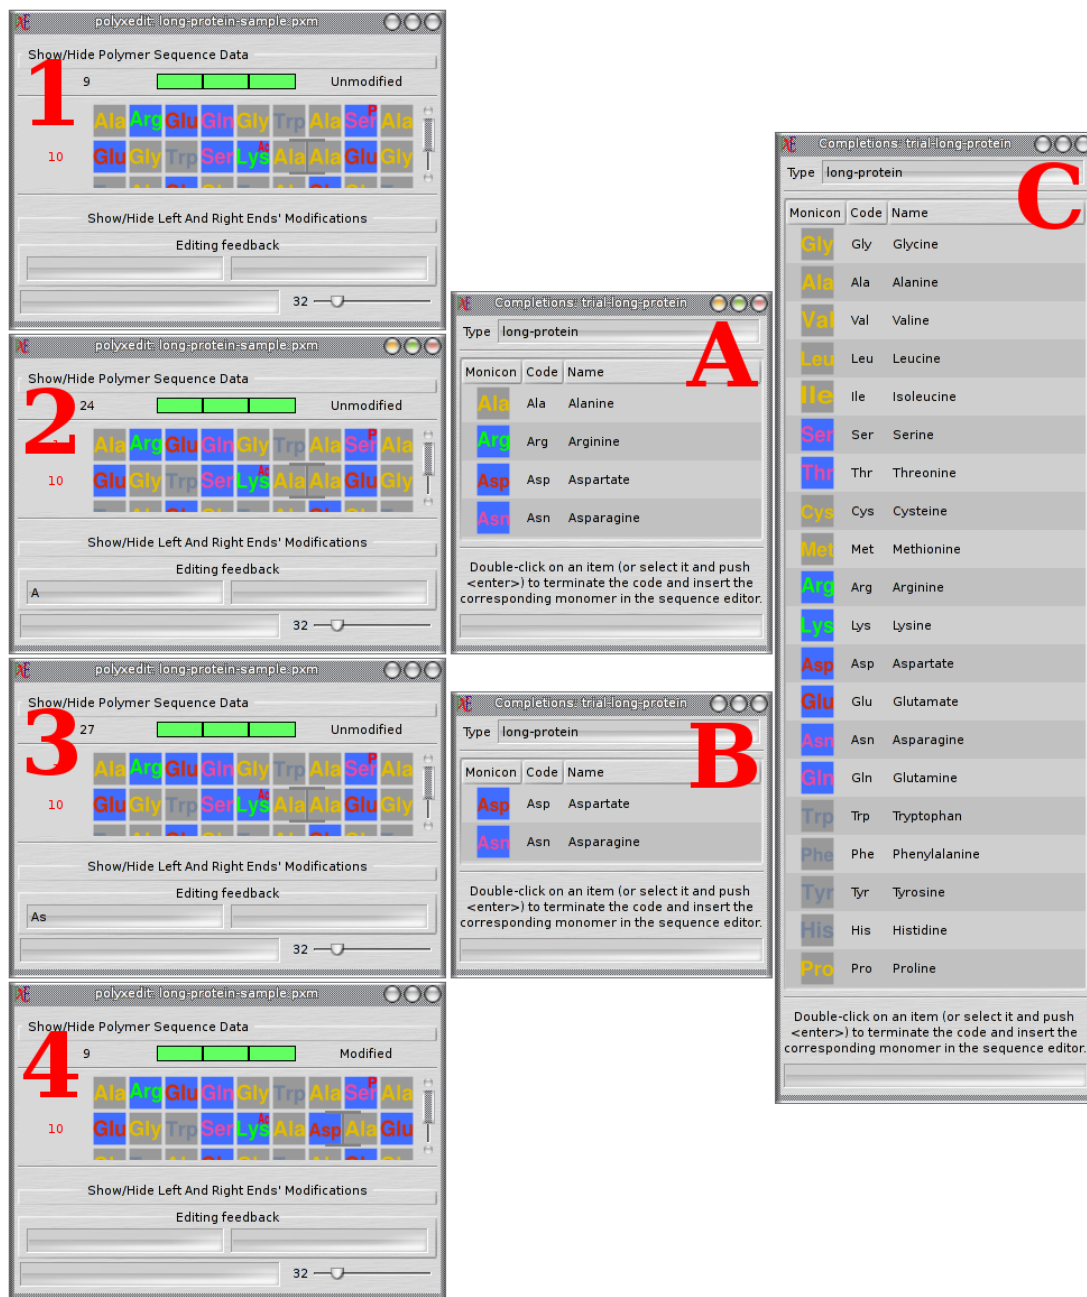 polyxedit: long-protein-sample.pxm
Show/Hide Polymer Sequence Data
1
9 Unmodified
Ala Arg Glu Gln Gly Trp Ala Ser P Ala
10 Glu Gly Trp Ser Lys Ac Ala Ala Glu Gly
Show/Hide Left And Right Ends' Modifications
Editing feedback
32
polyxedit: long-protein-sample.pxm
Show/Hide Polymer Sequence Data
2
24 Unmodified
Ala Arg Glu Gln Gly Trp Ala Ser P Ala
10 Glu Gly Trp Ser Lys Ac Ala Ala Glu Gly
Show/Hide Left And Right Ends' Modifications
Editing feedback
A
32
polyxedit: long-protein-sample.pxm
Show/Hide Polymer Sequence Data
3
27 Unmodified
Ala Arg Glu Gln Gly Trp Ala Ser P Ala
10 Glu Gly Trp Ser Lys Ac Ala Ala Glu Gly
Show/Hide Left And Right Ends' Modifications
Editing feedback
As
32
polyxedit: long-protein-sample.pxm
Show/Hide Polymer Sequence Data
4
9 Modified
Ala Arg Glu Gln Gly Trp Ala Ser P Ala
10 Glu Gly Trp Ser Lys Ac Ala Asp Ala Glu
Show/Hide Left And Right Ends' Modifications
Editing feedback
32
Completions: trial-long-protein
Type long-protein
A
Monicon Code Name
Ala Ala Alanine
Arg Arg Arginine
Asp Asp Aspartate
Asn Asn Asparagine
Double-click on an item (or select it and push
<enter>) to terminate the code and insert the
corresponding monomer in the sequence editor.
Completions: trial-long-protein
Type long-protein
B
Monicon Code Name
Asp Asp Aspartate
Asn Asn Asparagine
Double-click on an item (or select it and push
<enter>) to terminate the code and insert the
corresponding monomer in the sequence editor.
Completions: trial-long-protein
Type long-protein
C
Monicon Code Name
Gly Gly Glycine
Ala Ala Alanine
Val Val Valine
Leu Leu Leucine
Ile Ile Isoleucine
Ser Ser Serine
Thr Thr Threonine
Cys Cys Cysteine
Met Met Methionine
Arg Arg Arginine
Lys Lys Lysine
Asp Asp Aspartate
Glu Glu Glutamate
Asn Asn Asparagine
Gln Gln Glutamine
Trp Trp Tryptophan
Phe Phe Phenylalanine
Tyr Tyr Tyrosine
His His Histidine
Pro Pro Proline
Double-click on an item (or select it and push
<enter>) to terminate the code and insert the
corresponding monomer in the sequence editor.